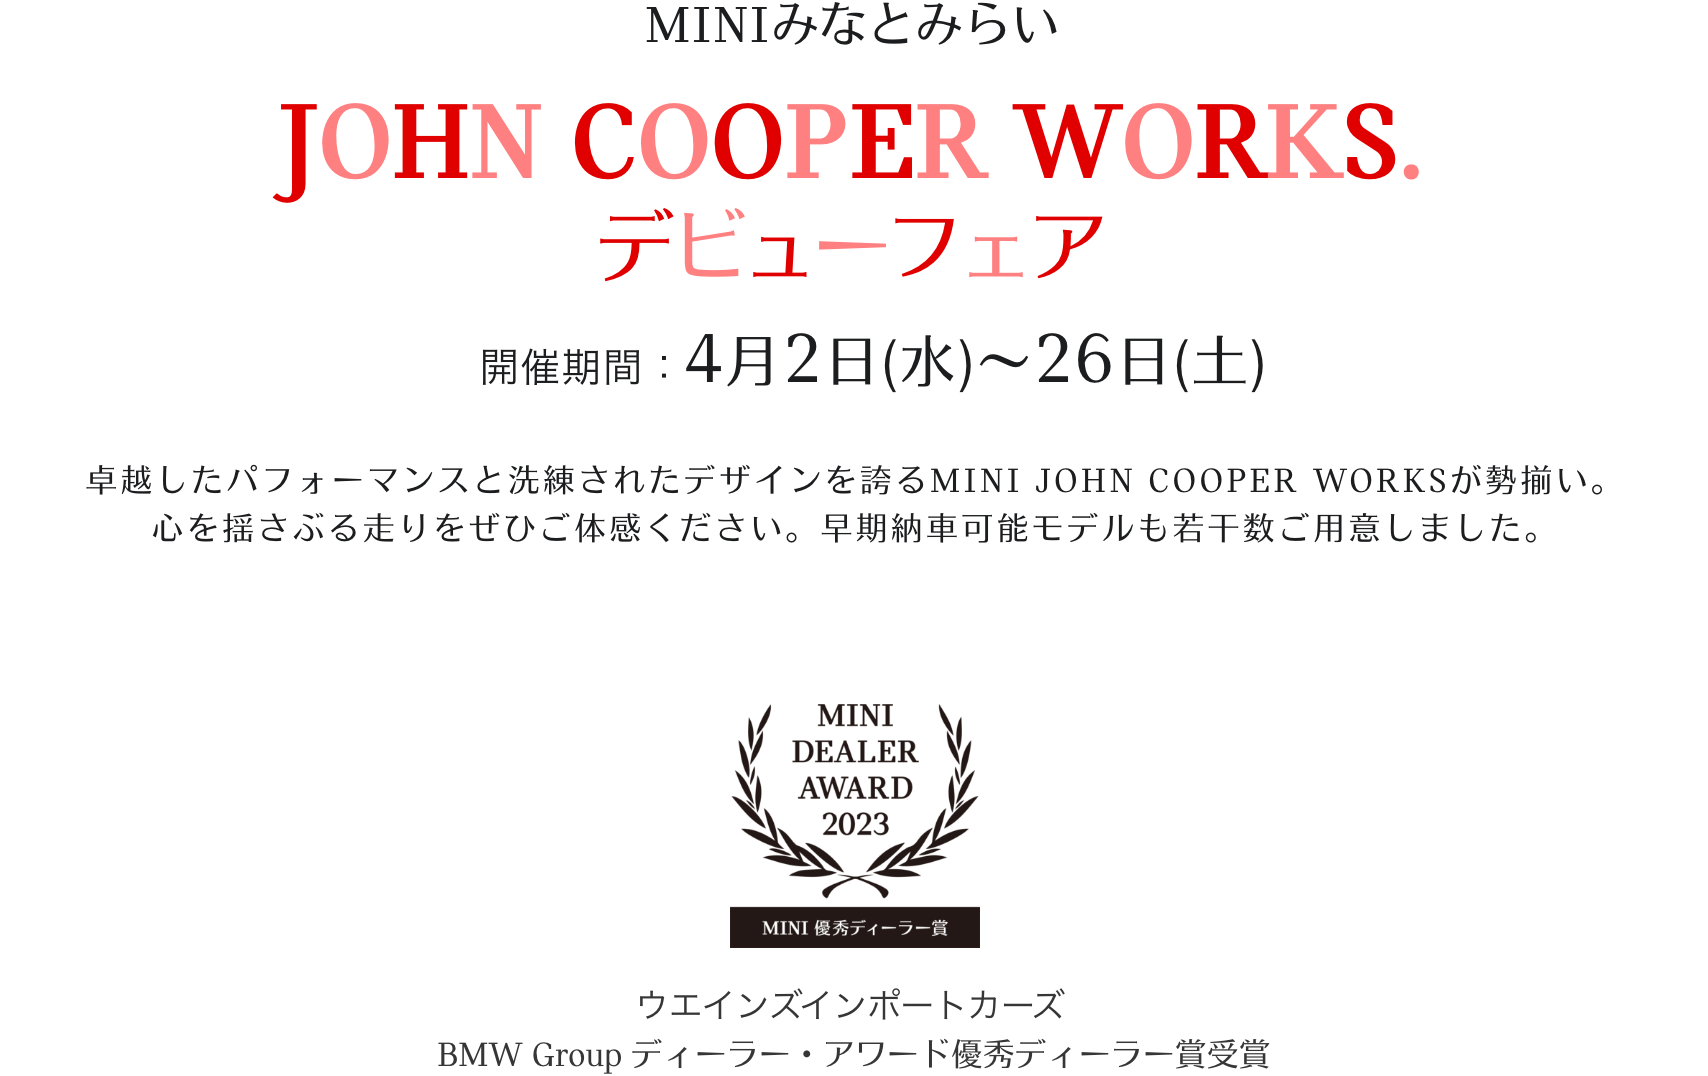 MINIみなとみらい
JOHN COOPER WORKS.
デビューフェア
開催期間：4月2日(水)～26日(土)
卓越したパフォーマンスと洗練されたデザインを誇るMINI JOHN COOPER WORKSが勢揃い。
心を揺さぶる走りをぜひご体感ください。早期納車可能モデルも若干数ご用意しました。
MINI
DEALER
AWARD
2023
MINI 優秀ディーラー賞
ウエインズインポートカーズ
BMW Group ディーラー・アワード優秀ディーラー賞受賞